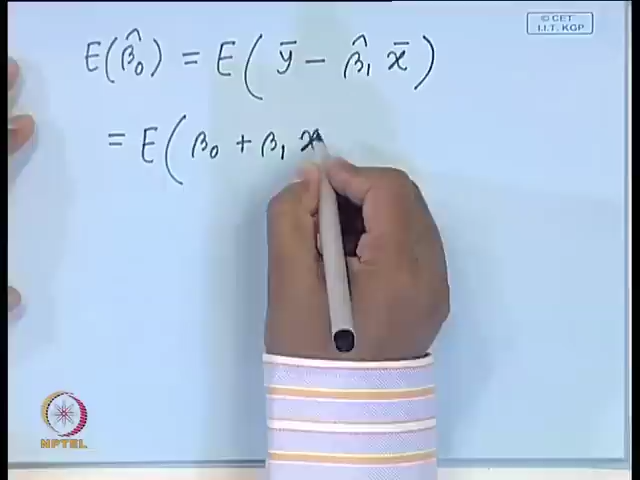 © CET
I.I.T. KGP
E(β̂₀) = E( ȳ − β̂₁ x̄ )
= E( β₀ + β₁ x
NPTEL